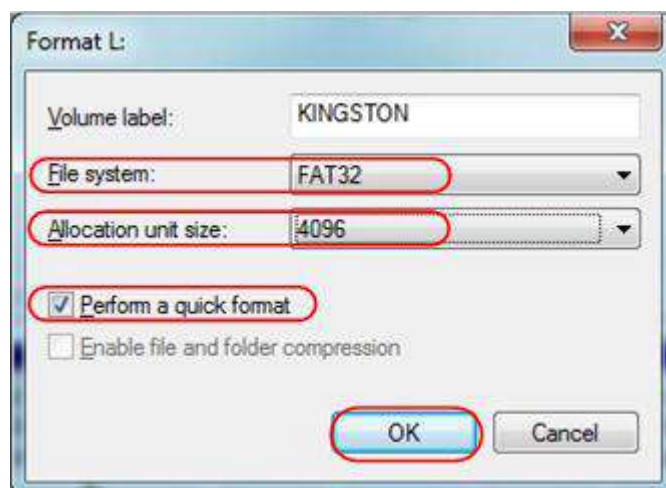 Format L:
Volume label: KINGSTON
File system: FAT32
Allocation unit size: 4096
Perform a quick format
Enable file and folder compression
OK Cancel